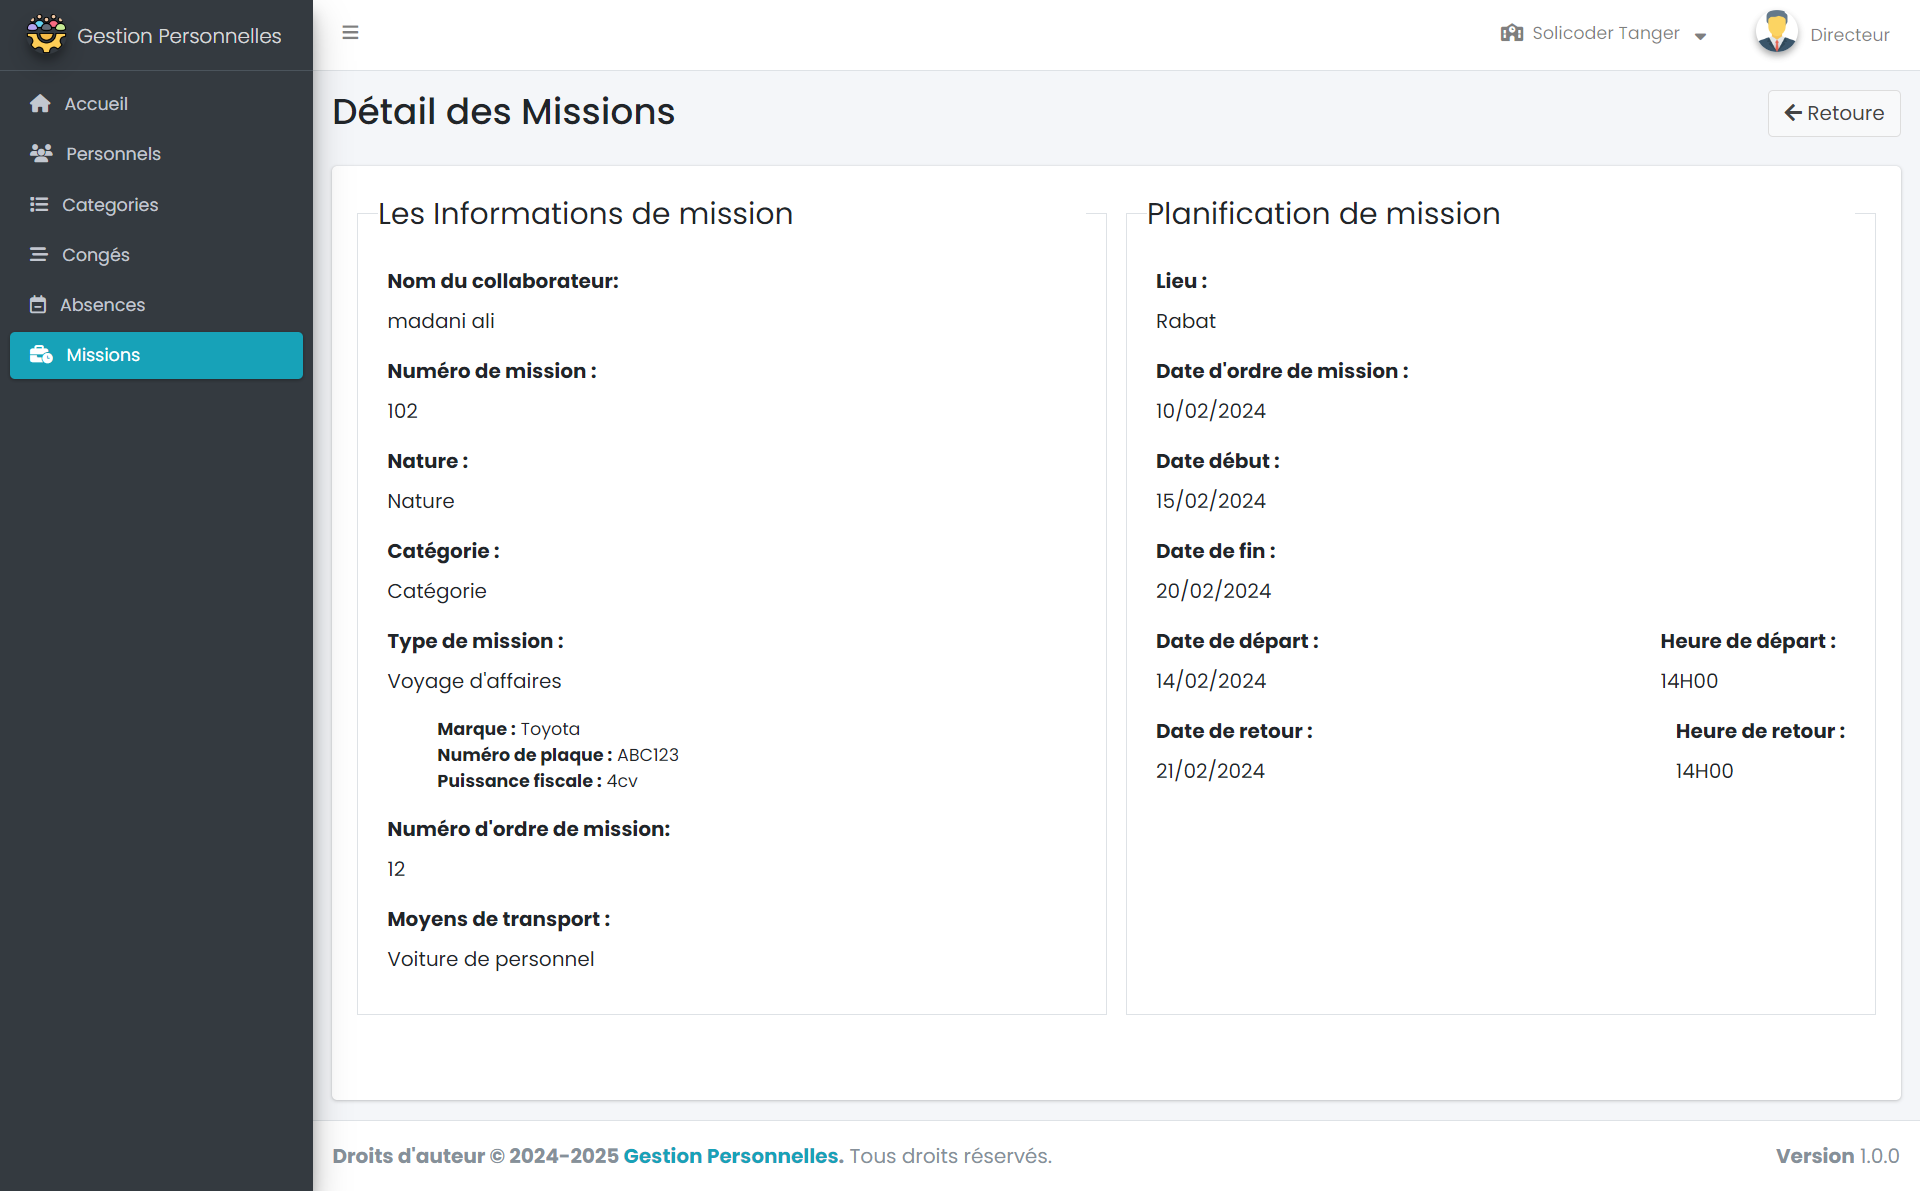 Gestion Personnelles
Solicoder Tanger
Directeur
Accueil
Personnels
Categories
Congés
Absences
Missions
Détail des Missions
Retoure
Les Informations de mission
Nom du collaborateur:
madani ali
Numéro de mission :
102
Nature :
Nature
Catégorie :
Catégorie
Type de mission :
Voyage d'affaires
Marque : Toyota
Numéro de plaque : ABC123
Puissance fiscale : 4cv
Numéro d'ordre de mission:
12
Moyens de transport :
Voiture de personnel
Planification de mission
Lieu :
Rabat
Date d'ordre de mission :
10/02/2024
Date début :
15/02/2024
Date de fin :
20/02/2024
Date de départ :
14/02/2024
Heure de départ :
14H00
Date de retour :
21/02/2024
Heure de retour :
14H00
Droits d'auteur © 2024-2025 Gestion Personnelles. Tous droits réservés.
Version 1.0.0